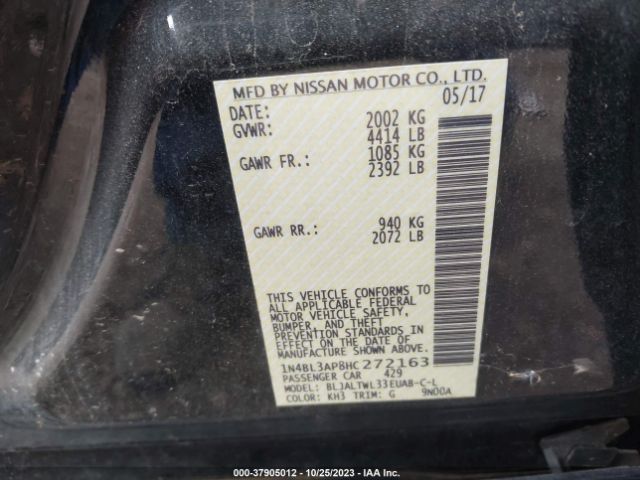 MFD BY NISSAN MOTOR CO., LTD.
DATE: 05/17
GVWR: 2002 KG
4414 LB
GAWR FR.: 1085 KG
2392 LB
GAWR RR.: 940 KG
2072 LB
THIS VEHICLE CONFORMS TO
ALL APPLICABLE FEDERAL
MOTOR VEHICLE SAFETY,
BUMPER, AND THEFT
PREVENTION STANDARDS IN
EFFECT ON THE DATE OF
MANUFACTURE SHOWN ABOVE.
1N4BL3AP8HC272163
PASSENGER CAR 429
MODEL: BLJALTWL33EUAB-C-L
COLOR: KH3 TRIM: G 9N00A
000-37905012 - 10/25/2023 - IAA Inc.